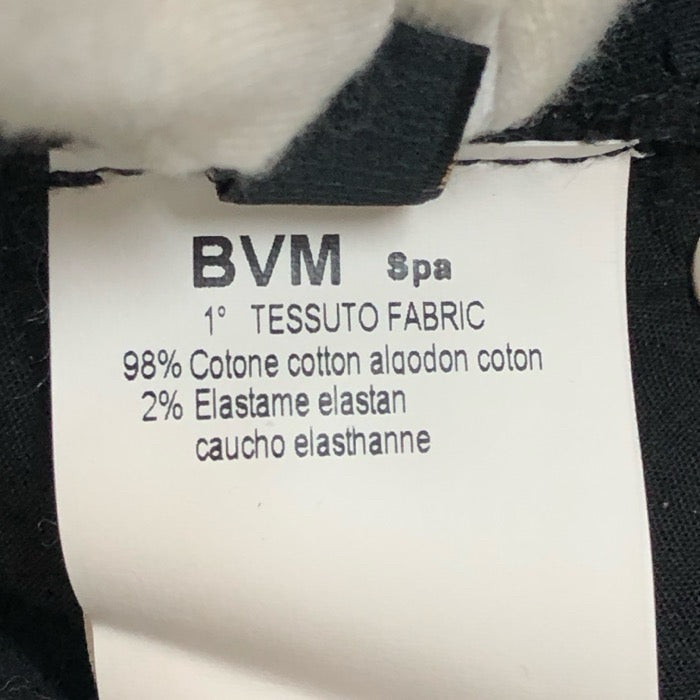 BVM Spa
1° TESSUTO FABRIC
98% Cotone cotton algodon coton
2% Elastame elastan
caucho elasthanne